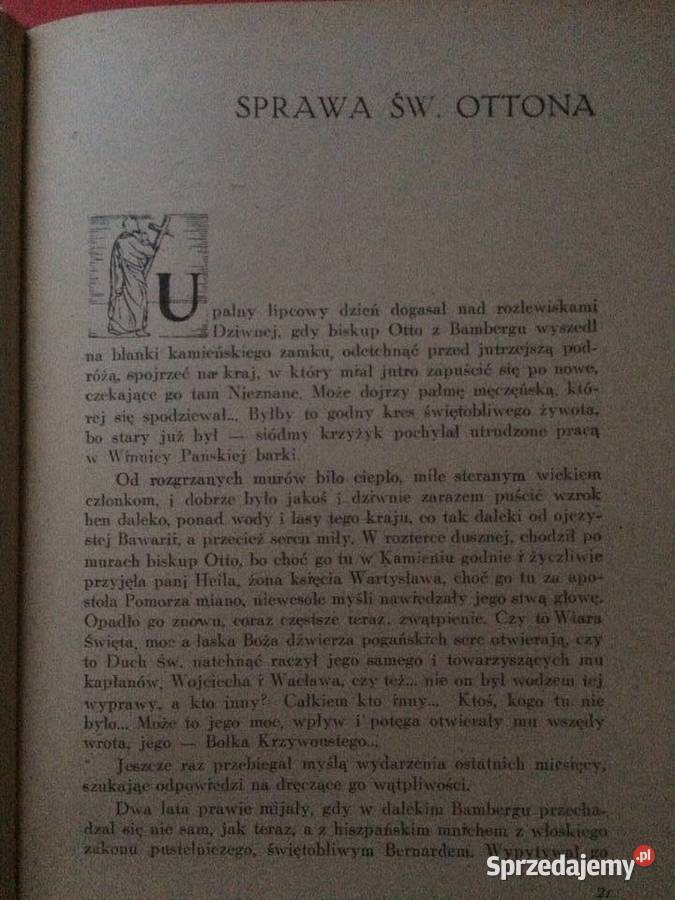 SPRAWA ŚW. OTTONA
Upalny lipcowy dzień dogasał nad rozlewiskami
Dziwnej, gdy biskup Otto z Bambergu wyszedł
na blanki kamieńskiego zamku, odetchnąć przed jutrzejszą pod-
różą, spojrzeć na kraj, w który miał jutro zapuścić się po nowe,
czekające go tam Nieznane. Może dojrzy palmę męczeńską, któ-
rej się spodziewał... Byłby to godny kres świętobliwego żywota,
bo stary już był — siódmy krzyżyk pochylał utrudzone pracą
w Winnicy Pańskiej barki.
Od rozgrzanych murów biło ciepło, miłe steranym wiekiem
członkom, i dobrze było jakoś i dziwnie zarazem puścić wzrok
hen daleko, ponad wody i lasy tego kraju, co tak daleki od ojczy-
stej Bawarii, a przecież sercu miły. W rozterce dusznej, chodził po
murach biskup Otto, bo choć go tu w Kamieniu godnie i życzliwie
przyjęła pani Heila, żona księcia Wartysława, choć go tu za apo-
stoła Pomorza miano, niewesołe myśli nawiedzały jego siwą głowę.
Opadło go znowu, coraz częstsze teraz, zwątpienie. Czy to Wiara
Święta, moc a łaska Boża dźwierza pogańskich serc otwierają, czy
to Duch Św. natchnąć raczył jego samego i towarzyszących mu
kapłanów, Wojciecha i Wacława, czy też... nie on był wodzem tej
wyprawy, a kto inny? Całkiem kto inny... Ktoś, kogo tu nie
było... Może to jego moc, wpływ i potęga otwierały mu wszędy
wrota, jego — Bolka Krzywoustego...
Jeszcze raz przebiegał myślą wydarzenia ostatnich miesięcy,
szukając odpowiedzi na dręczące go wątpliwości.
Dwa lata prawie mijały, gdy w dalekim Bambergu przecha-
dzał się nie sam, jak teraz, a z hiszpańskim mnichem z włoskiego
zakonu pustelniczego, świętobliwym Bernardem. Wypytywał go
21
Sprzedajemy.pl